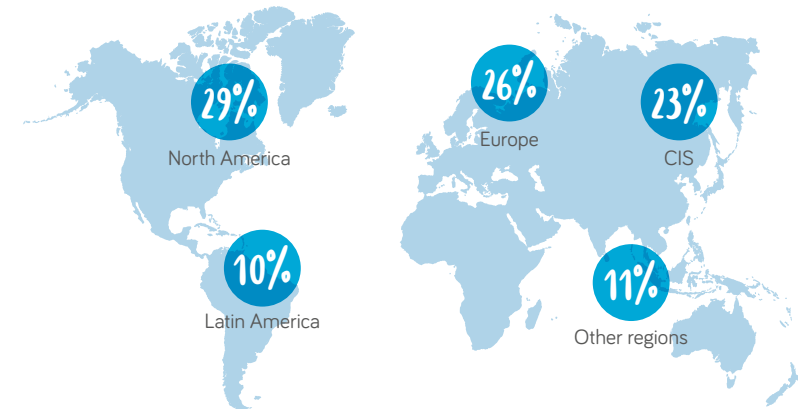 29%
North America
26%
Europe
23%
CIS
10%
Latin America
11%
Other regions